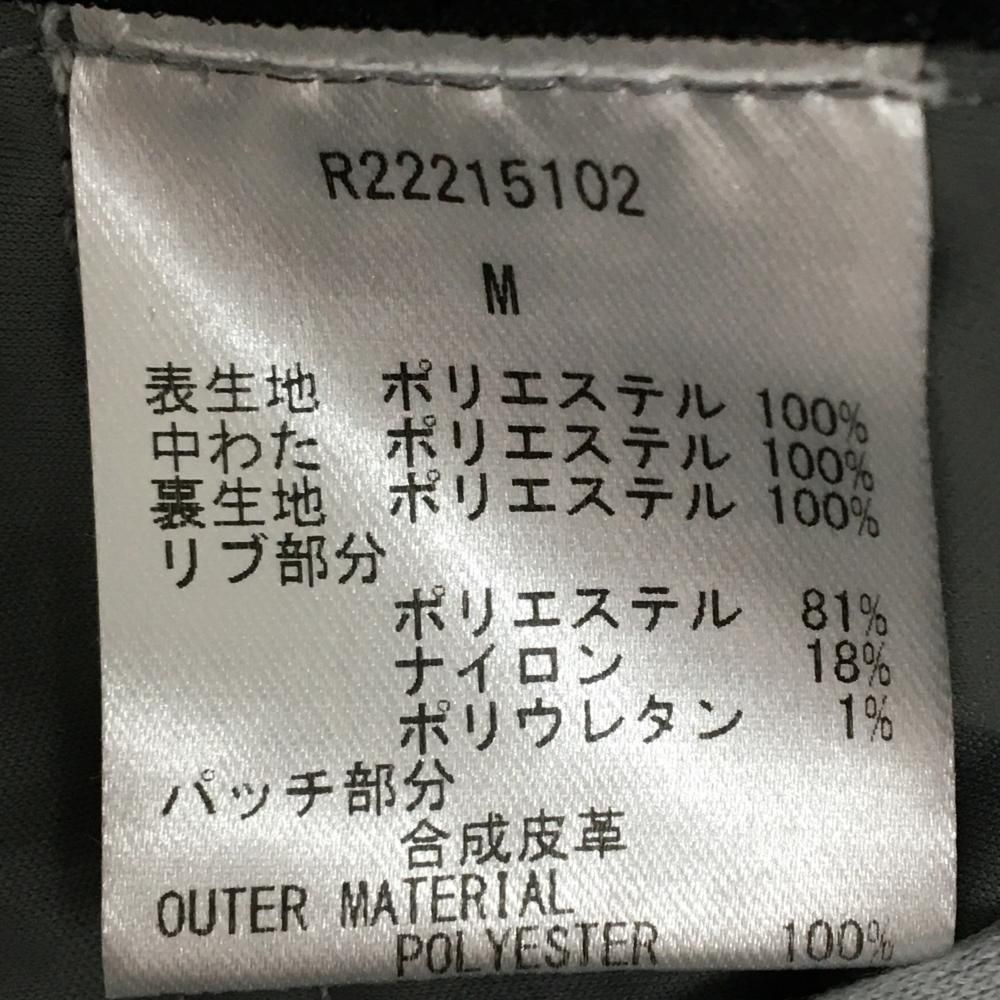 R22215102
M
表生地 ポリエステル 100%
中わた ポリエステル 100%
裏生地 ポリエステル 100%
リブ部分
ポリエステル 81%
ナイロン 18%
ポリウレタン 1%
パッチ部分
合成皮革
OUTER MATERIAL
POLYESTER 100%